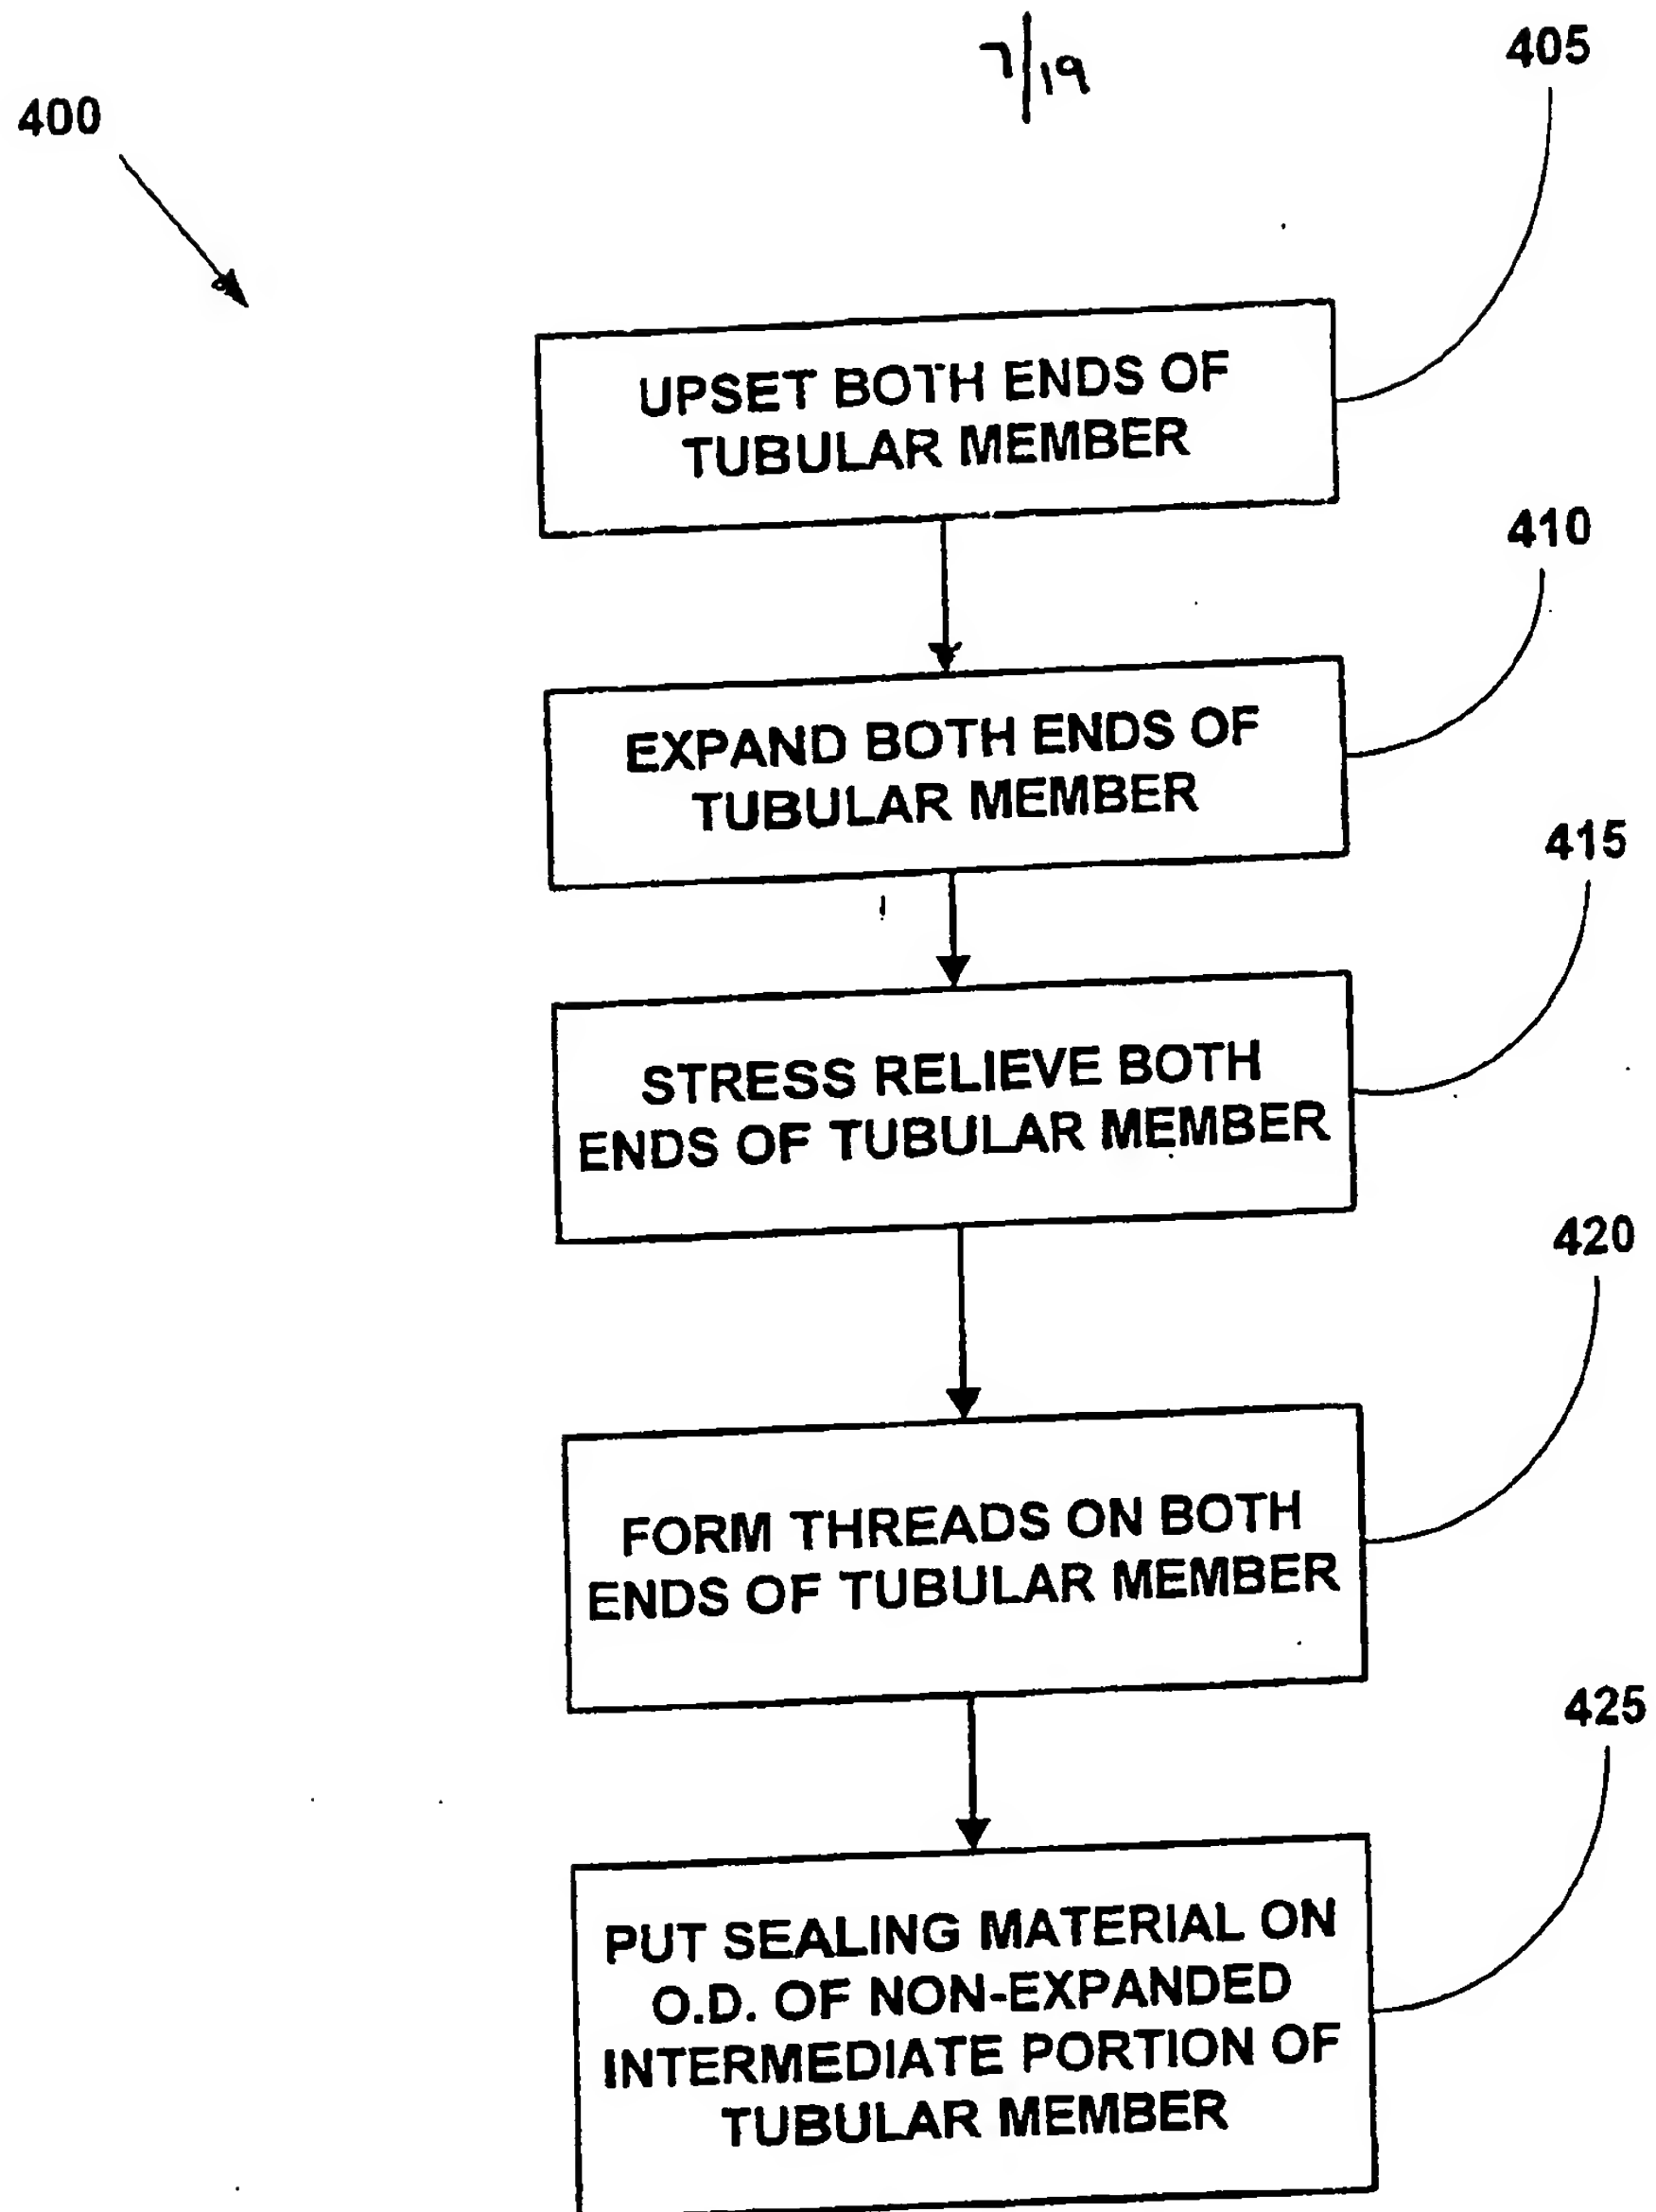 7/19
405
400
UPSET BOTH ENDS OF
TUBULAR MEMBER
410
EXPAND BOTH ENDS OF
TUBULAR MEMBER
415
STRESS RELIEVE BOTH
ENDS OF TUBULAR MEMBER
420
FORM THREADS ON BOTH
ENDS OF TUBULAR MEMBER
425
PUT SEALING MATERIAL ON
O.D. OF NON-EXPANDED
INTERMEDIATE PORTION OF
TUBULAR MEMBER